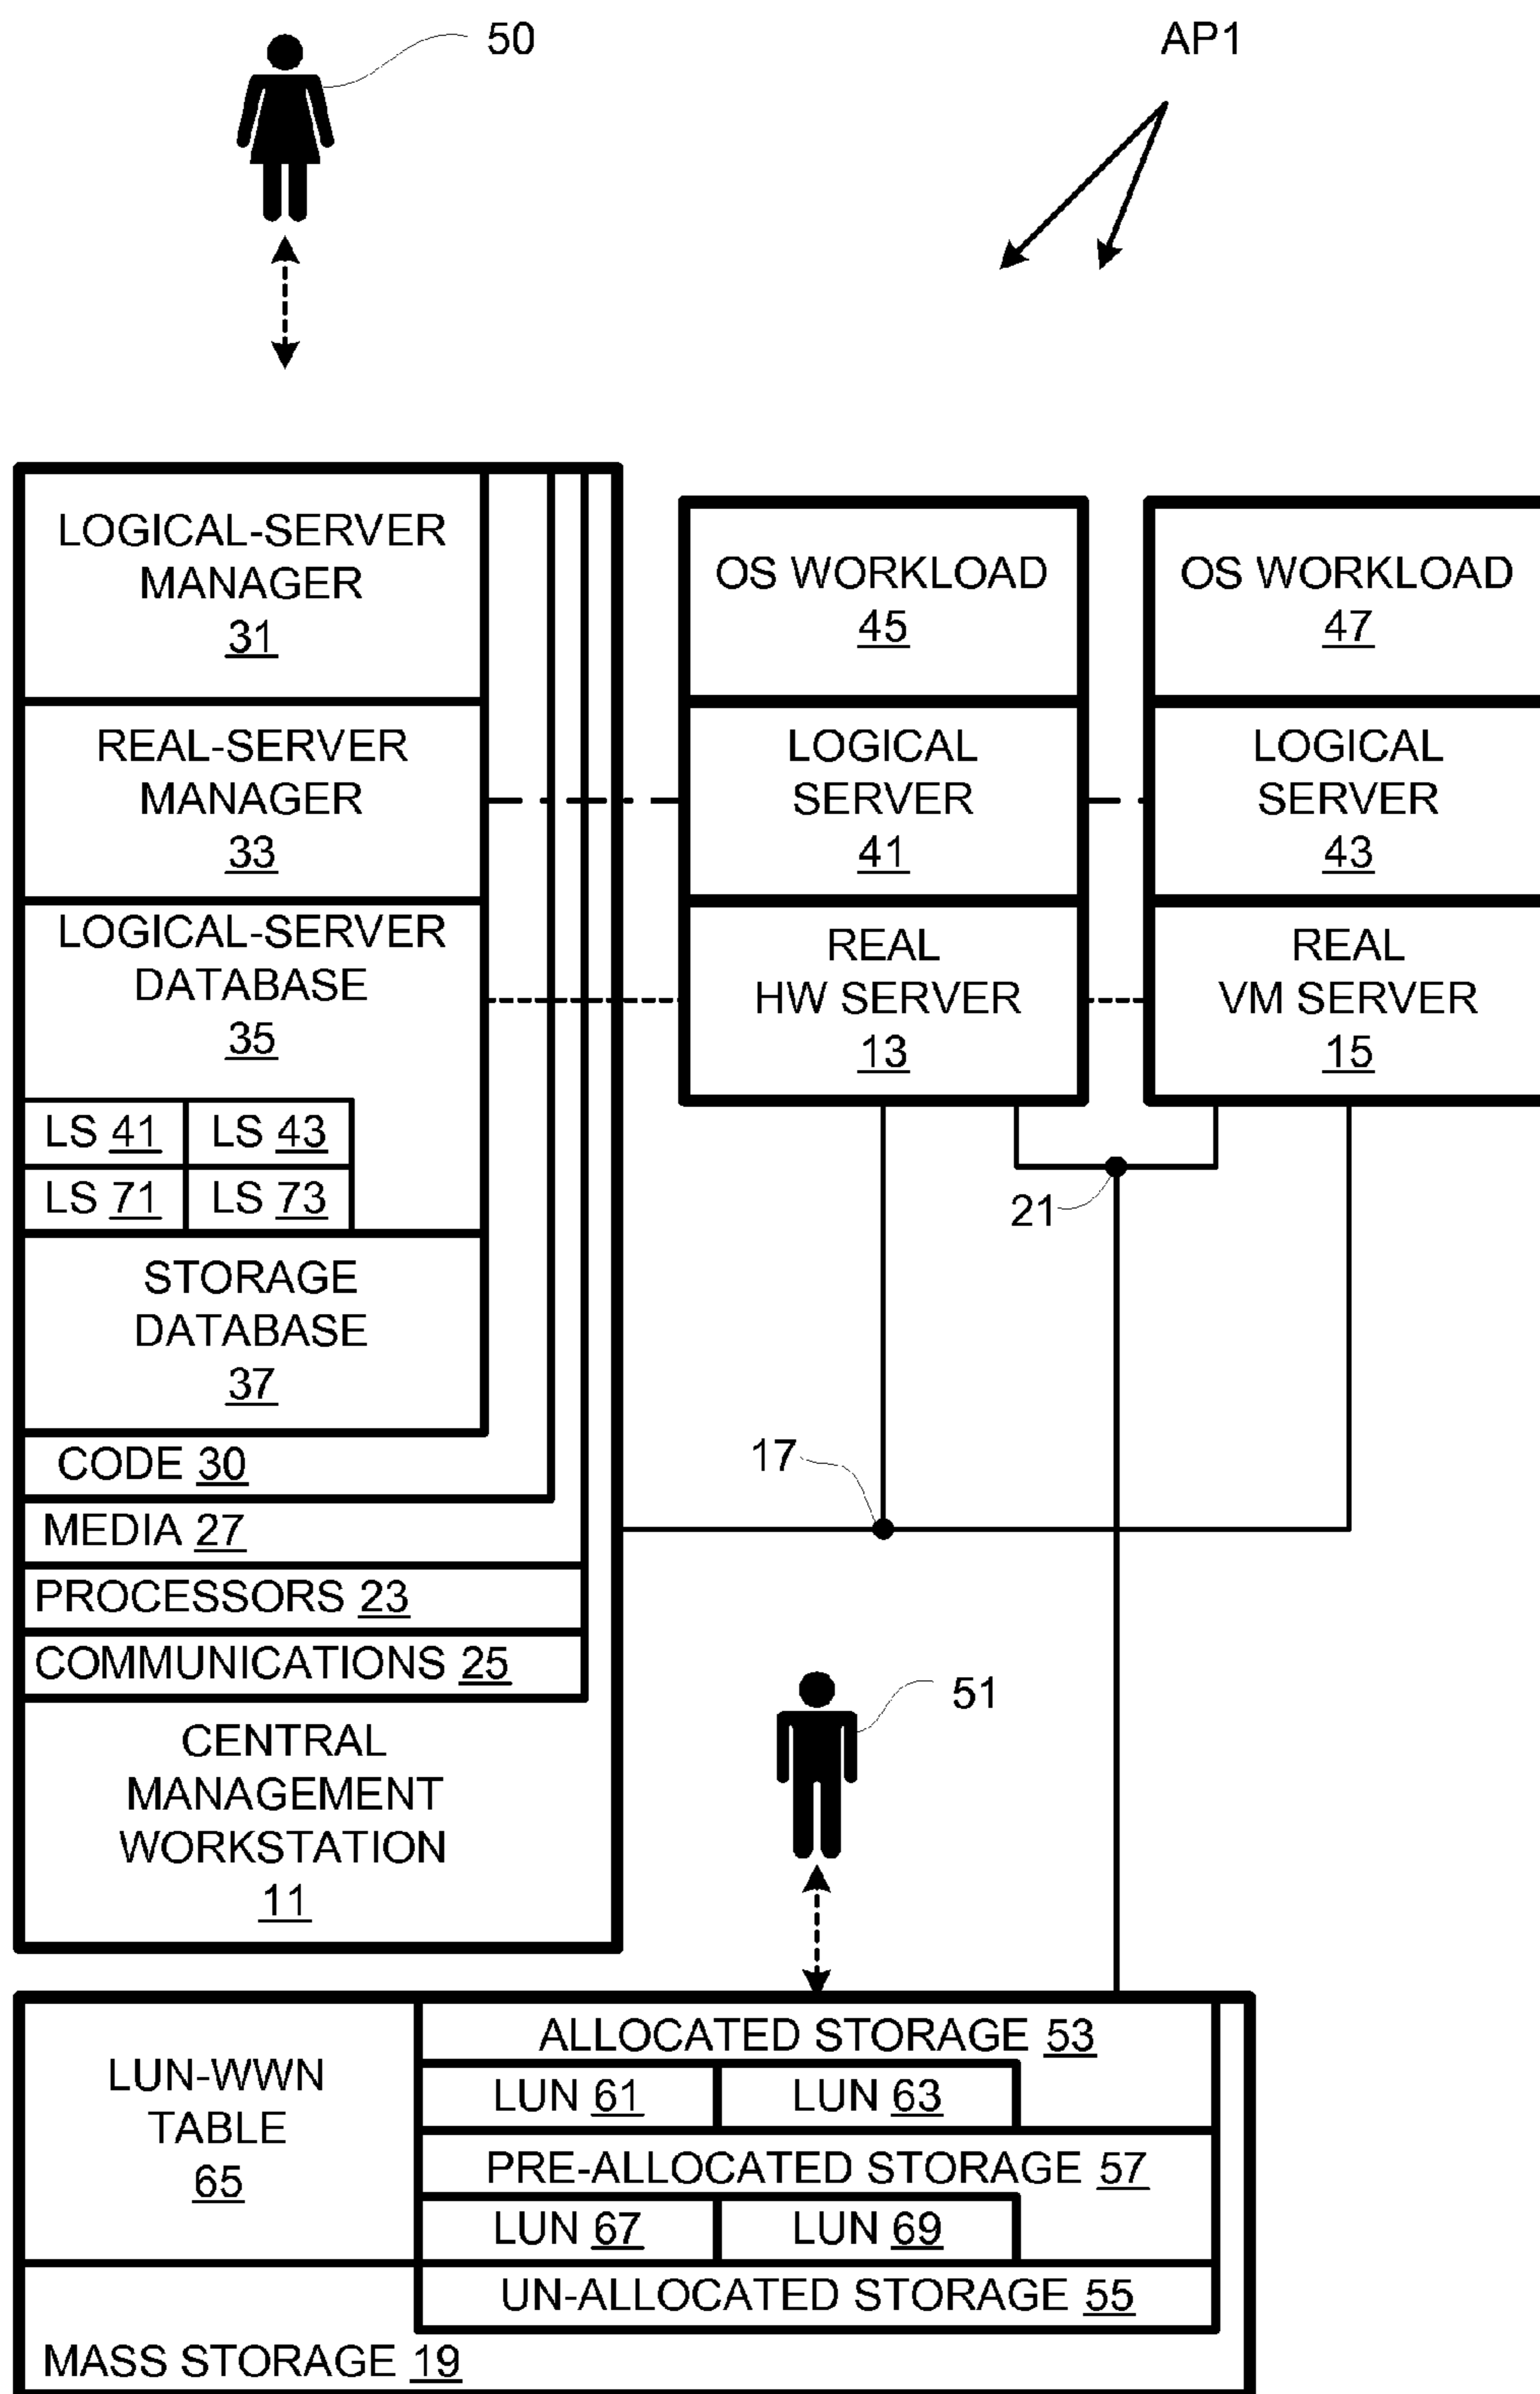 50
AP1
LOGICAL-SERVER
MANAGER
31
REAL-SERVER
MANAGER
33
LOGICAL-SERVER
DATABASE
35
LS 41
LS 43
LS 71
LS 73
STORAGE
DATABASE
37
CODE 30
MEDIA 27
PROCESSORS 23
COMMUNICATIONS 25
CENTRAL
MANAGEMENT
WORKSTATION
11
OS WORKLOAD
45
LOGICAL
SERVER
41
REAL
HW SERVER
13
OS WORKLOAD
47
LOGICAL
SERVER
43
REAL
VM SERVER
15
21
17
51
LUN-WWN
TABLE
65
ALLOCATED STORAGE 53
LUN 61
LUN 63
PRE-ALLOCATED STORAGE 57
LUN 67
LUN 69
UN-ALLOCATED STORAGE 55
MASS STORAGE 19